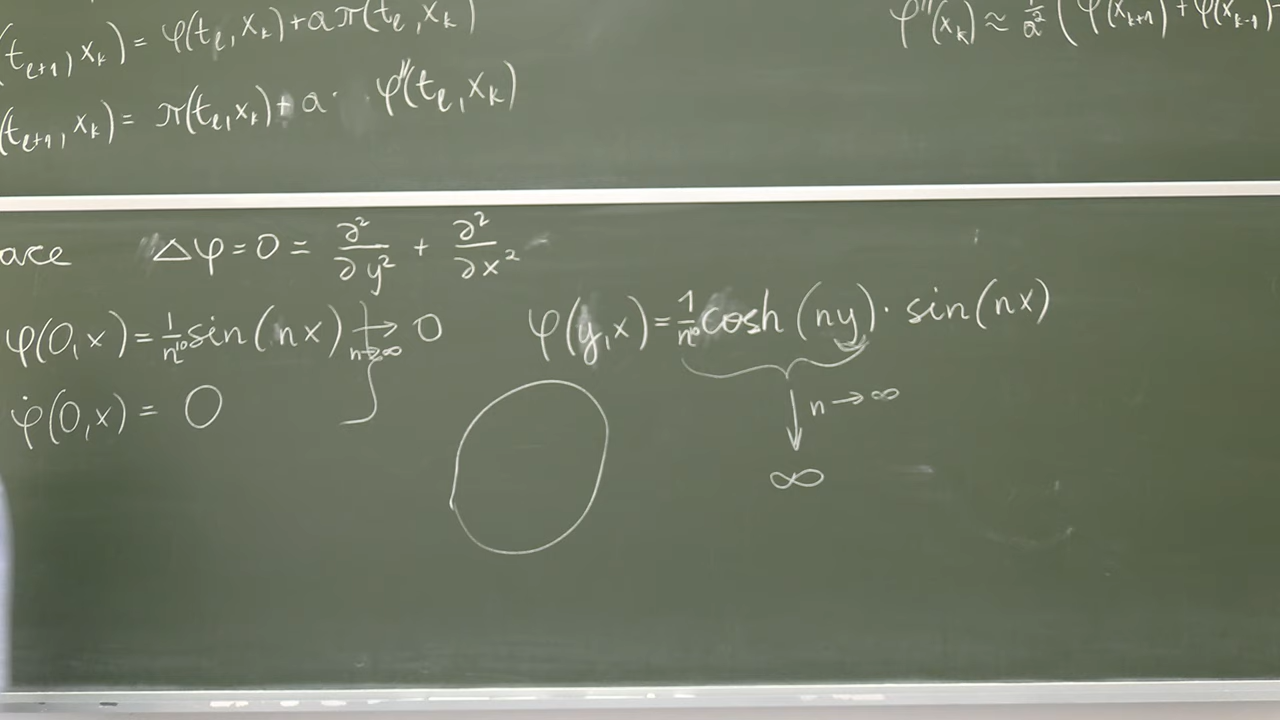 (t_{ℓ+1}, x_k) = φ(t_ℓ, x_k) + a π(t_ℓ, x_k)
φ''(x_k) ≈ 1/a² (φ(x_{k+1}) + φ(x_{k-1}) -
(t_{ℓ+1}, x_k) = π(t_ℓ, x_k) + a · φ''(t_ℓ, x_k)
ace Δφ = 0 = ∂²/∂y² + ∂²/∂x²
φ(0, x) = 1/n¹⁰ sin(nx) → 0
n→∞
φ(y, x) = 1/n¹⁰ cosh(ny) · sin(nx)
φ̇(0, x) = 0
n → ∞
∞